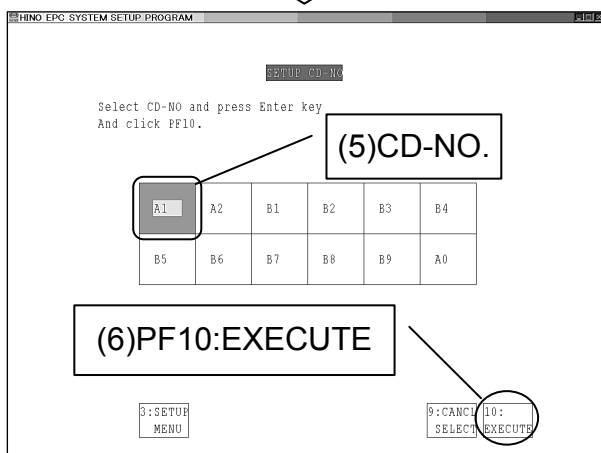 HINO EPC SYSTEM SETUP PROGRAM
SETUP CD-NO
Select CD-NO and press Enter key
And click PF10.
(5)CD-NO.
A1 A2 B1 B2 B3 B4
B5 B6 B7 B8 B9 A0
(6)PF10:EXECUTE
3:SETUP
MENU
9:CANCL
SELECT
10:
EXECUTE